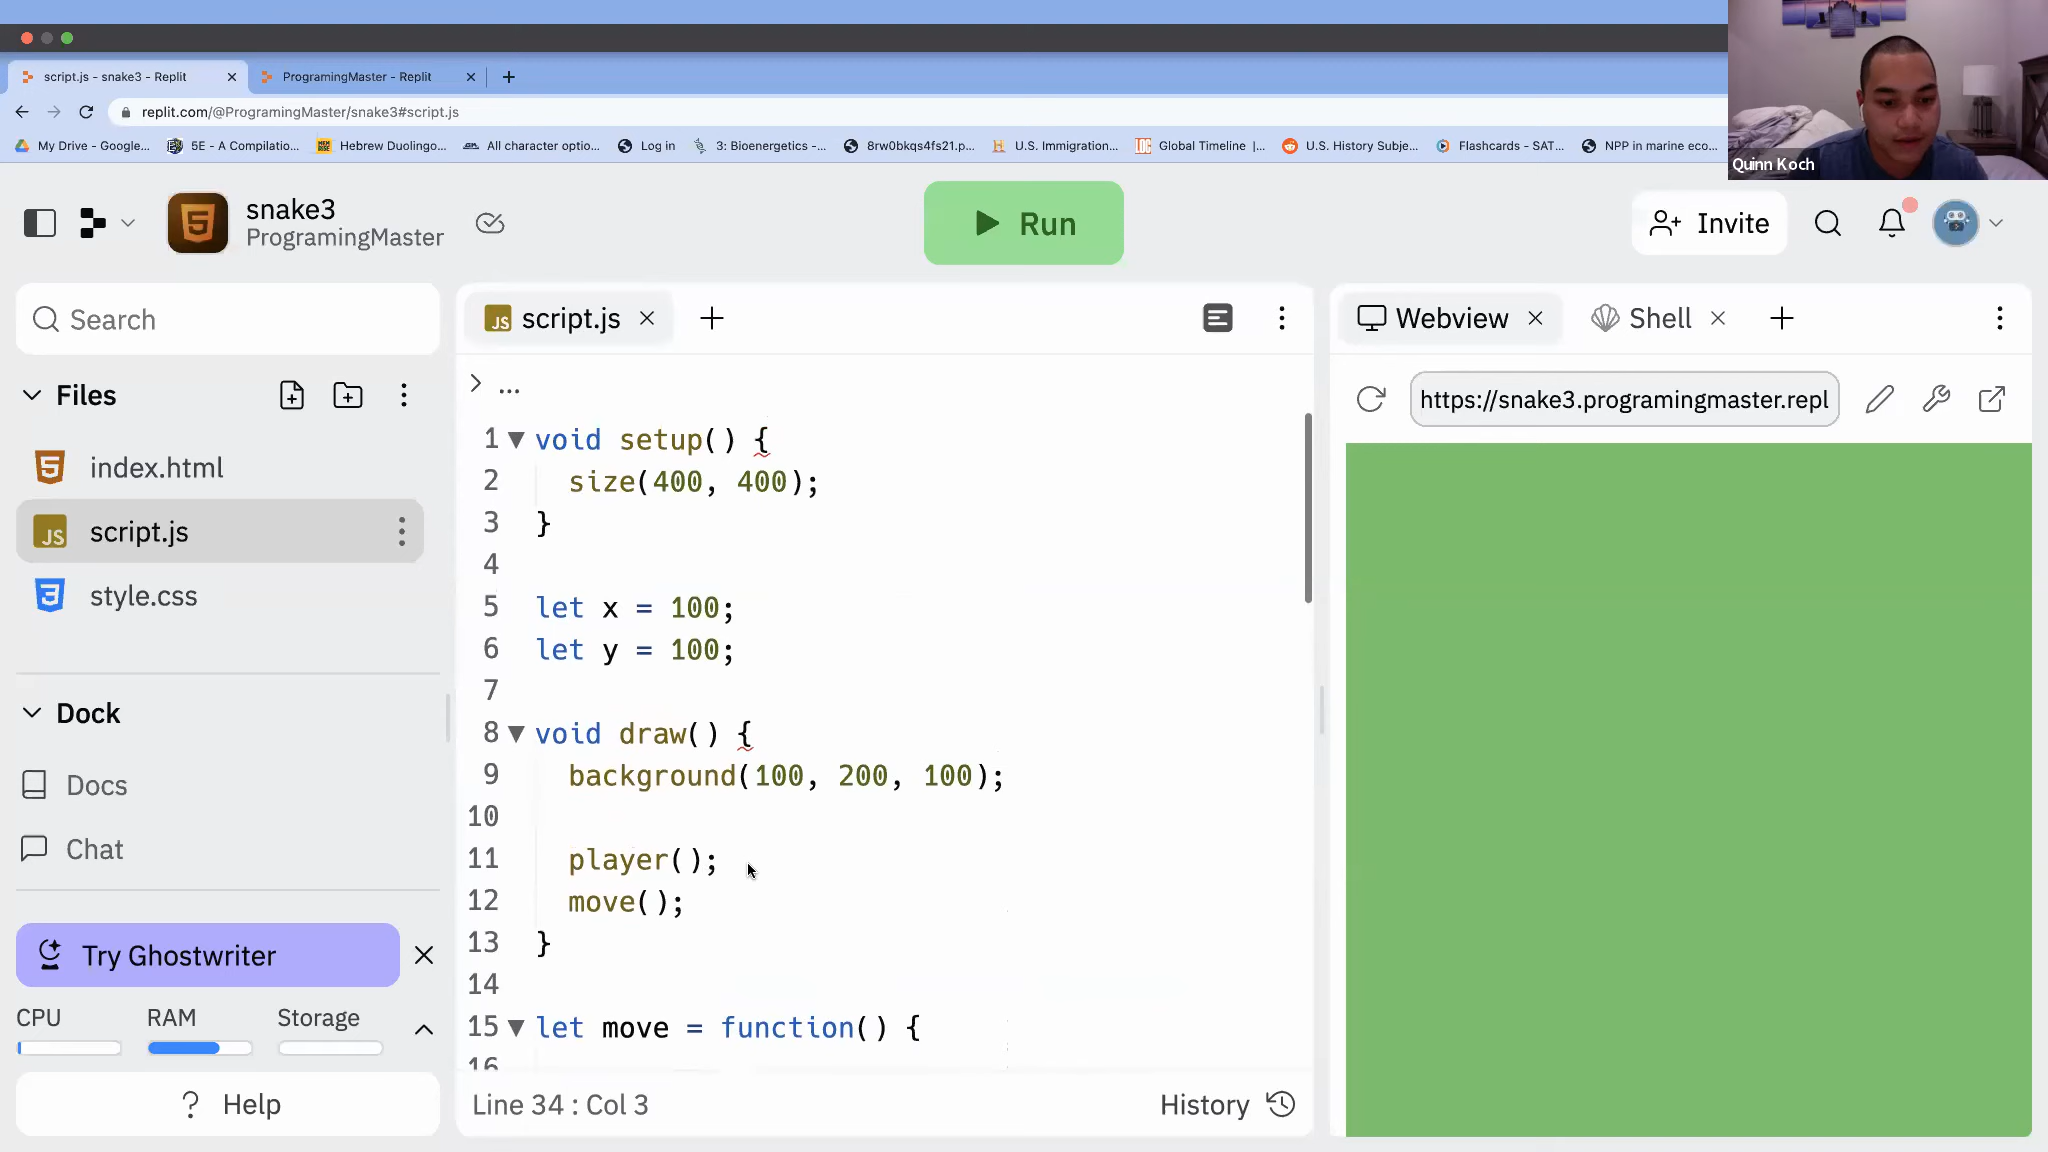 script.js - snake3 - Replit
ProgramingMaster - Replit
replit.com/@ProgramingMaster/snake3#script.js
My Drive - Google...
5E - A Compilatio...
Hebrew Duolingo...
All character optio...
Log in
3: Bioenergetics -...
8rw0bkqs4fs21.p...
U.S. Immigration...
Global Timeline |...
U.S. History Subje...
Flashcards - SAT...
NPP in marine eco...
Quinn Koch
snake3
ProgramingMaster
Run
Invite
Search
Files
index.html
script.js
style.css
Dock
Docs
Chat
Try Ghostwriter
CPU RAM Storage
Help
script.js
...
1 void setup() {
2 size(400, 400);
3 }
4
5 let x = 100;
6 let y = 100;
7
8 void draw() {
9 background(100, 200, 100);
10
11 player();
12 move();
13 }
14
15 let move = function() {
16
Line 34 : Col 3
History
Webview
Shell
https://snake3.programingmaster.repl